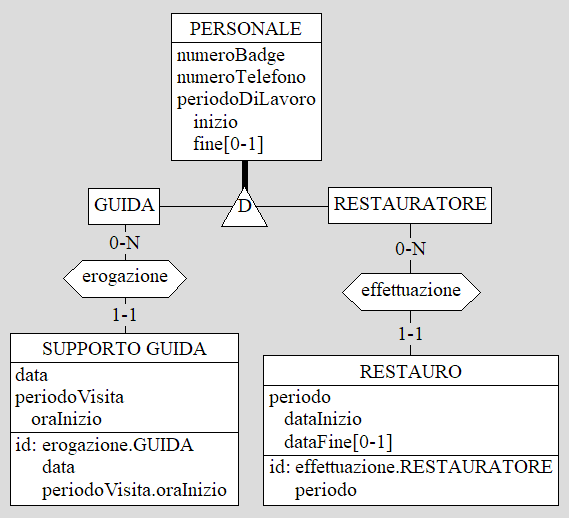 PERSONALE
numeroBadge
numeroTelefono
periodoDiLavoro
inizio
fine[0-1]
GUIDA
D
RESTAURATORE
0-N
0-N
erogazione
effettuazione
1-1
1-1
SUPPORTO GUIDA
data
periodoVisita
oraInizio
id: erogazione.GUIDA
data
periodoVisita.oraInizio
RESTAURO
periodo
dataInizio
dataFine[0-1]
id: effettuazione.RESTAURATORE
periodo